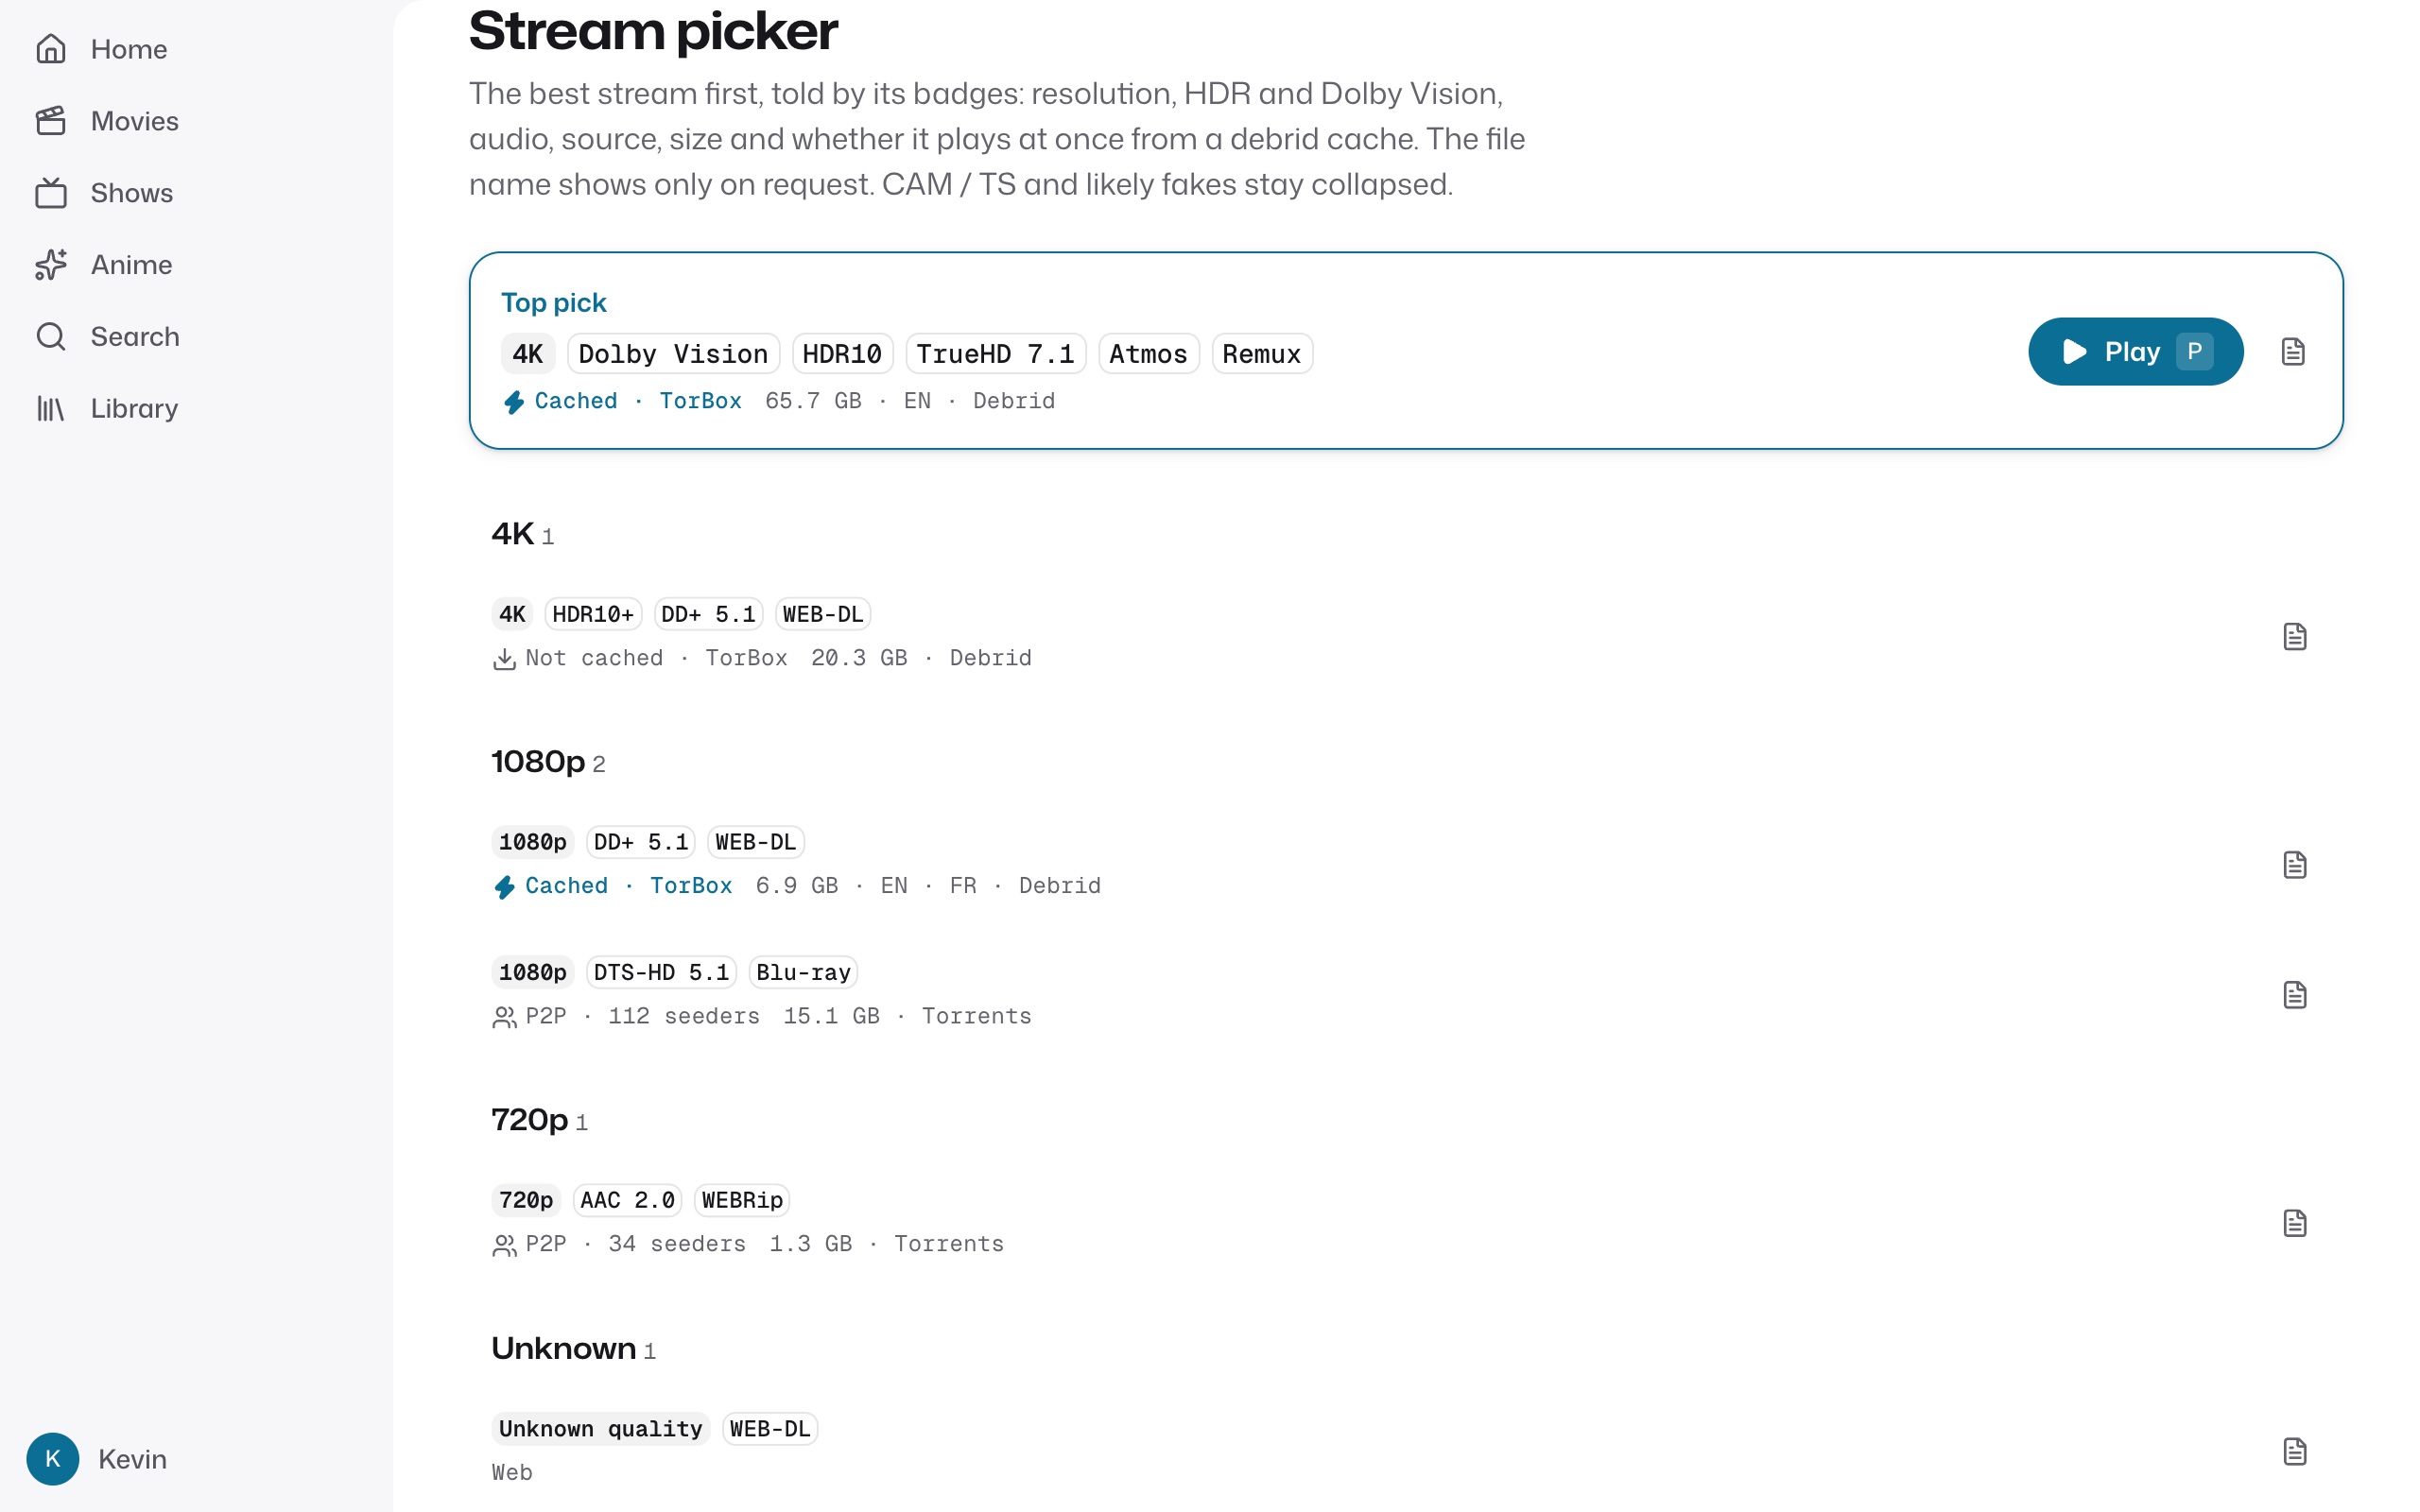 Home
Movies
Shows
Anime
Search
Library
K Kevin
Stream picker
The best stream first, told by its badges: resolution, HDR and Dolby Vision,
audio, source, size and whether it plays at once from a debrid cache. The file
name shows only on request. CAM / TS and likely fakes stay collapsed.
Top pick
4K Dolby Vision HDR10 TrueHD 7.1 Atmos Remux
Cached · TorBox 65.7 GB · EN · Debrid
Play P
4K 1
4K HDR10+ DD+ 5.1 WEB-DL
Not cached · TorBox 20.3 GB · Debrid
1080p 2
1080p DD+ 5.1 WEB-DL
Cached · TorBox 6.9 GB · EN · FR · Debrid
1080p DTS-HD 5.1 Blu-ray
P2P · 112 seeders 15.1 GB · Torrents
720p 1
720p AAC 2.0 WEBRip
P2P · 34 seeders 1.3 GB · Torrents
Unknown 1
Unknown quality WEB-DL
Web